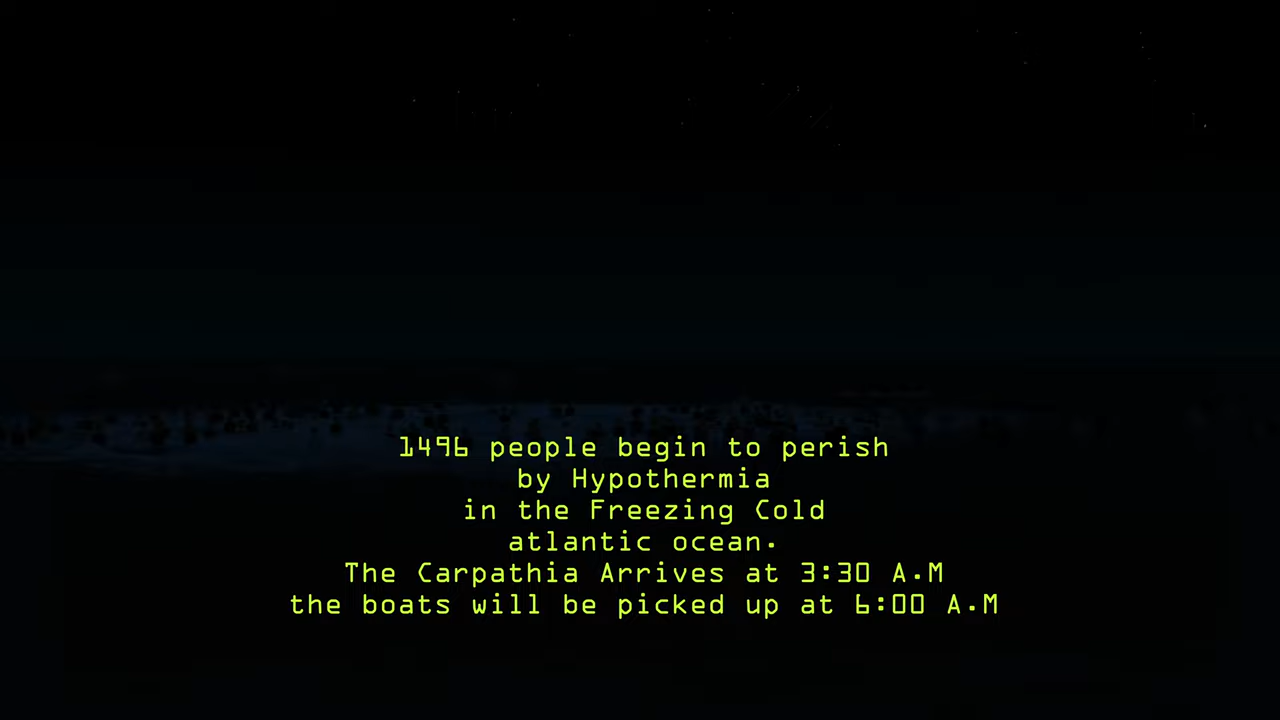 1496 people begin to perish
by Hypothermia
in the Freezing Cold
atlantic ocean.
The Carpathia Arrives at 3:30 A.M
the boats will be picked up at 6:00 A.M